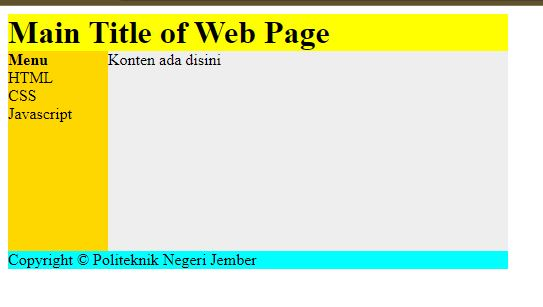 Main Title of Web Page
Menu
HTML
CSS
Javascript
Konten ada disini
Copyright © Politeknik Negeri Jember